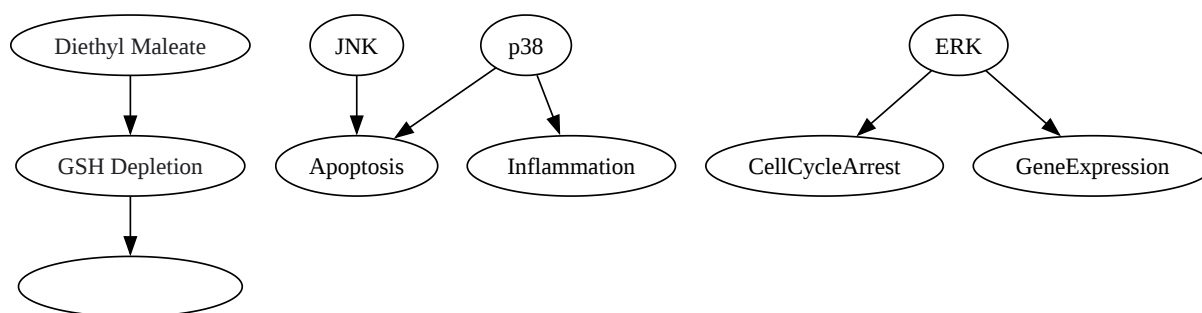 Diethyl Maleate
JNK
p38
ERK
GSH Depletion
Apoptosis
Inflammation
CellCycleArrest
GeneExpression